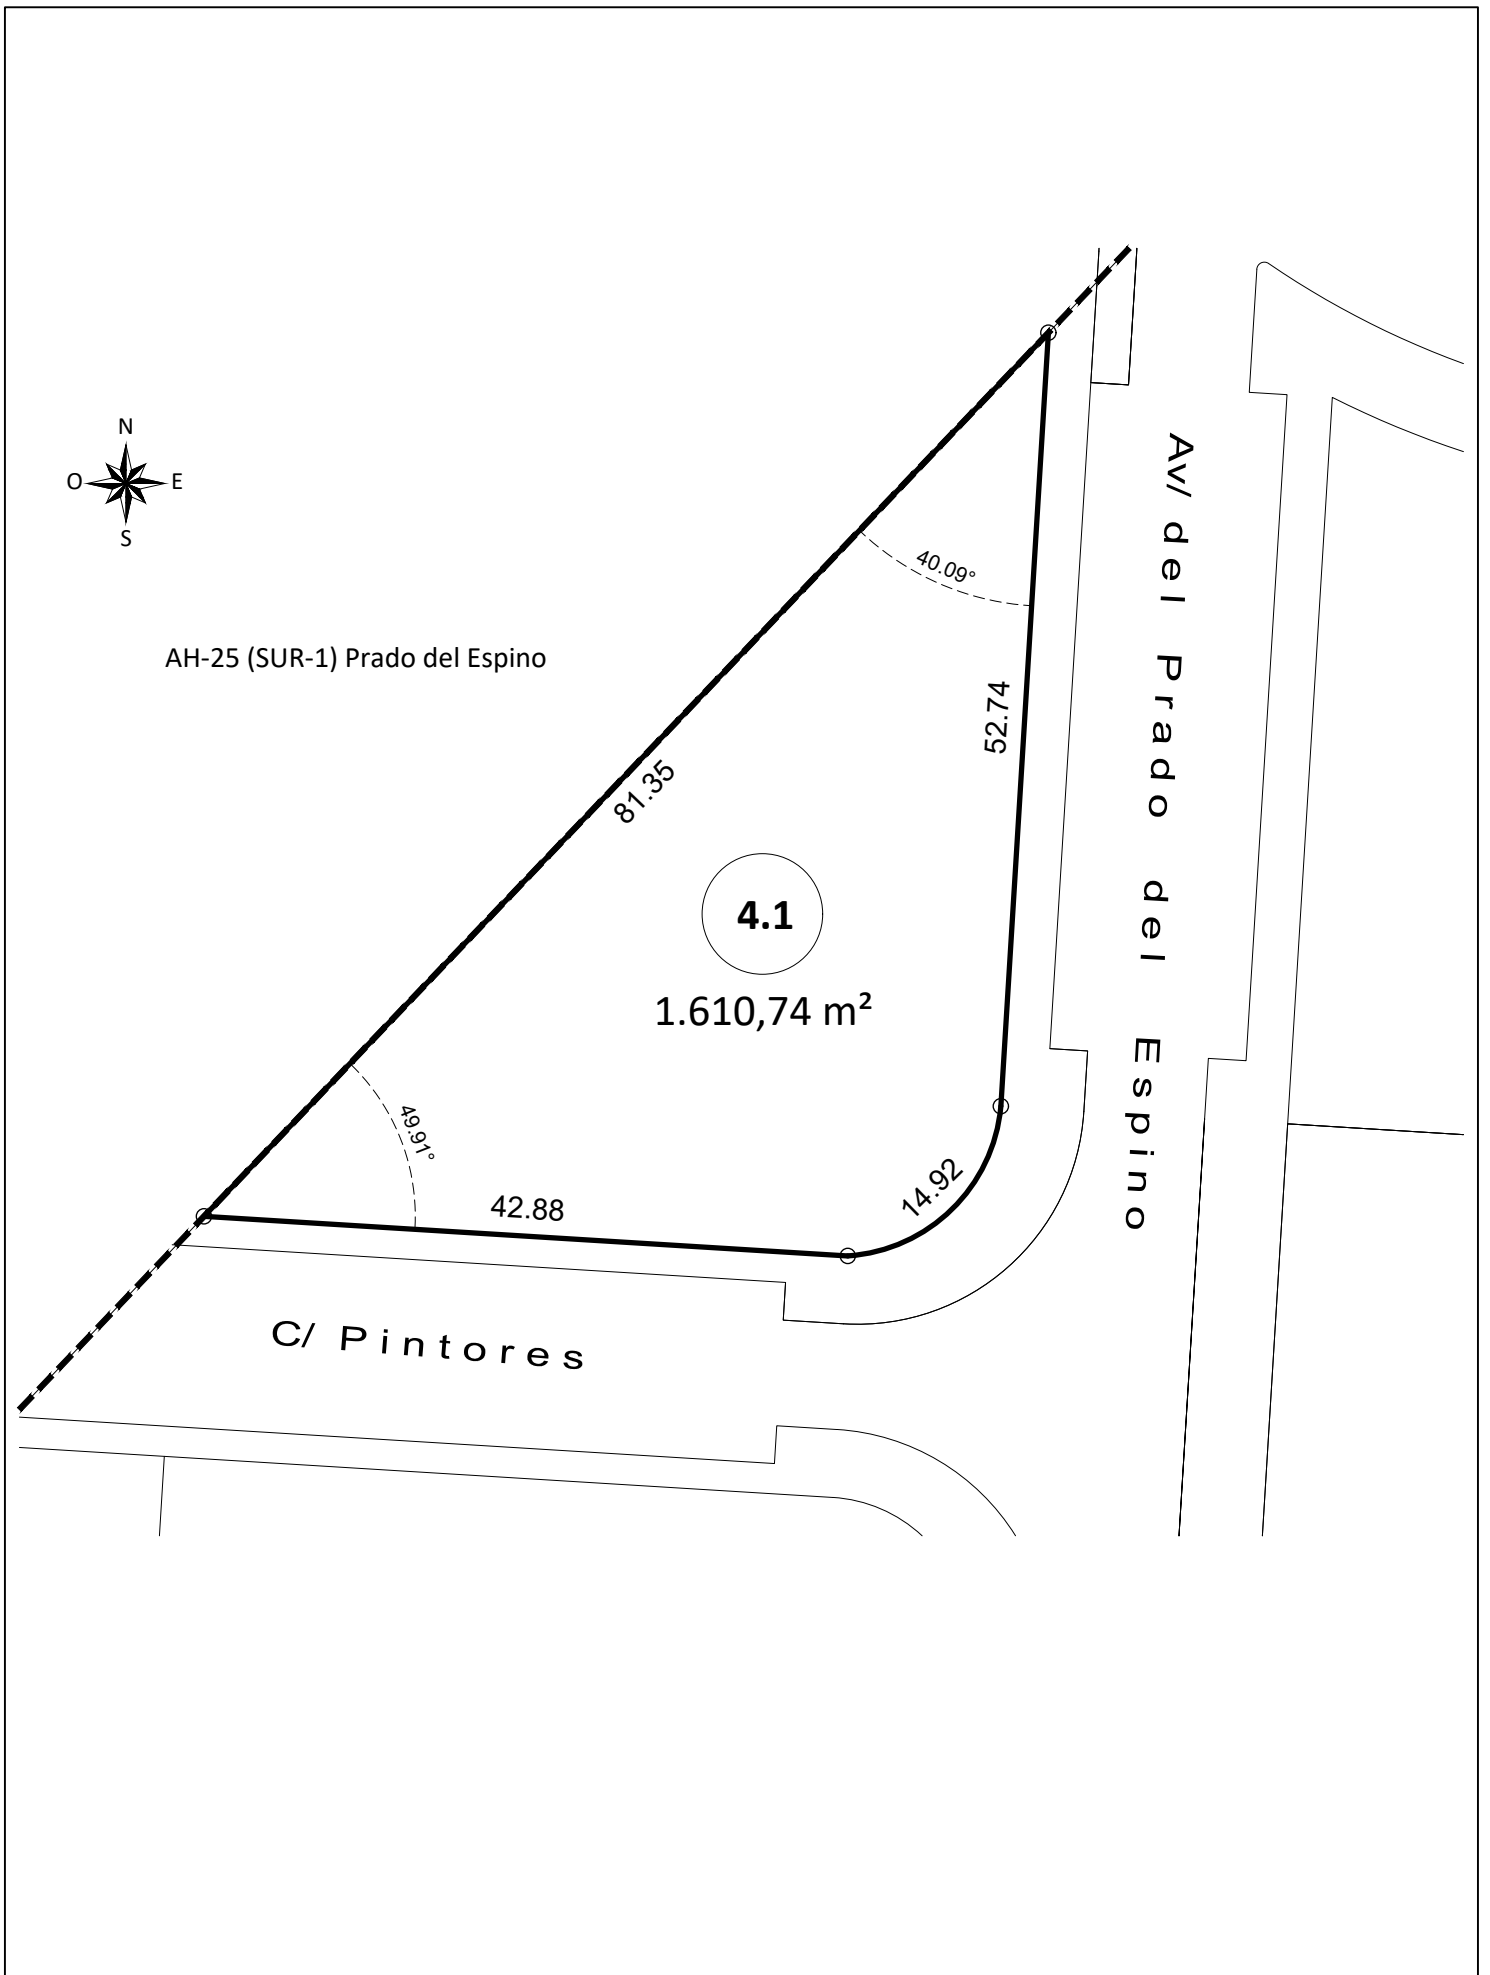 N
O
E
S
Av/ del Prado del Espino
40.09°
AH-25 (SUR-1) Prado del Espino
52.74
81.35
4.1
1.610,74 m²
49.91°
42.88
14.92
C/ Pintores